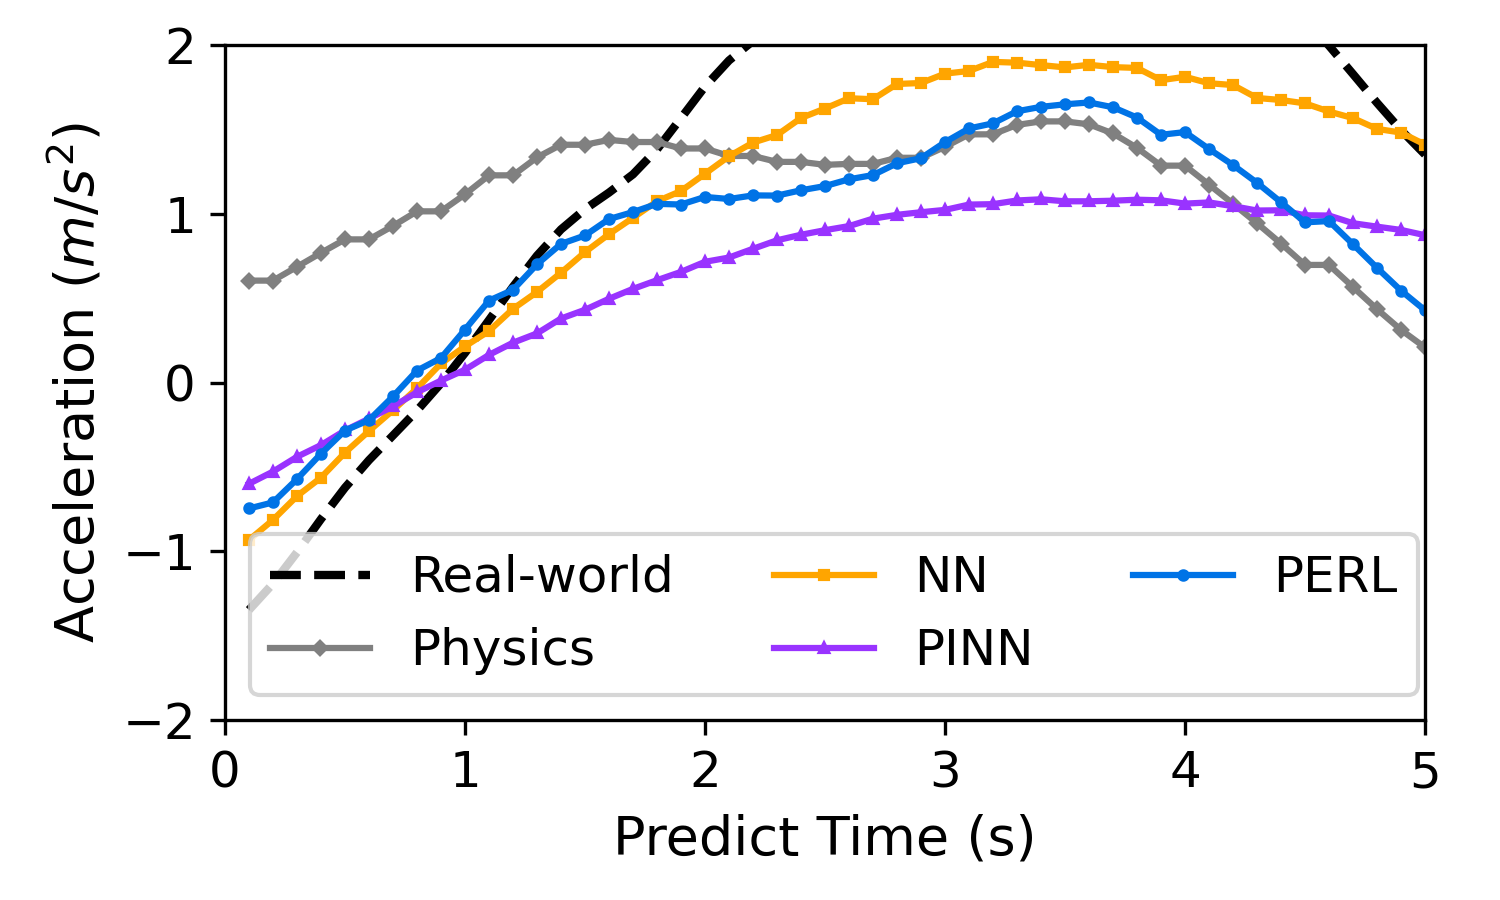 Acceleration (m/s²)
2
1
0
−1
−2
Real-world
NN
PERL
Physics
PINN
0 1 2 3 4 5
Predict Time (s)